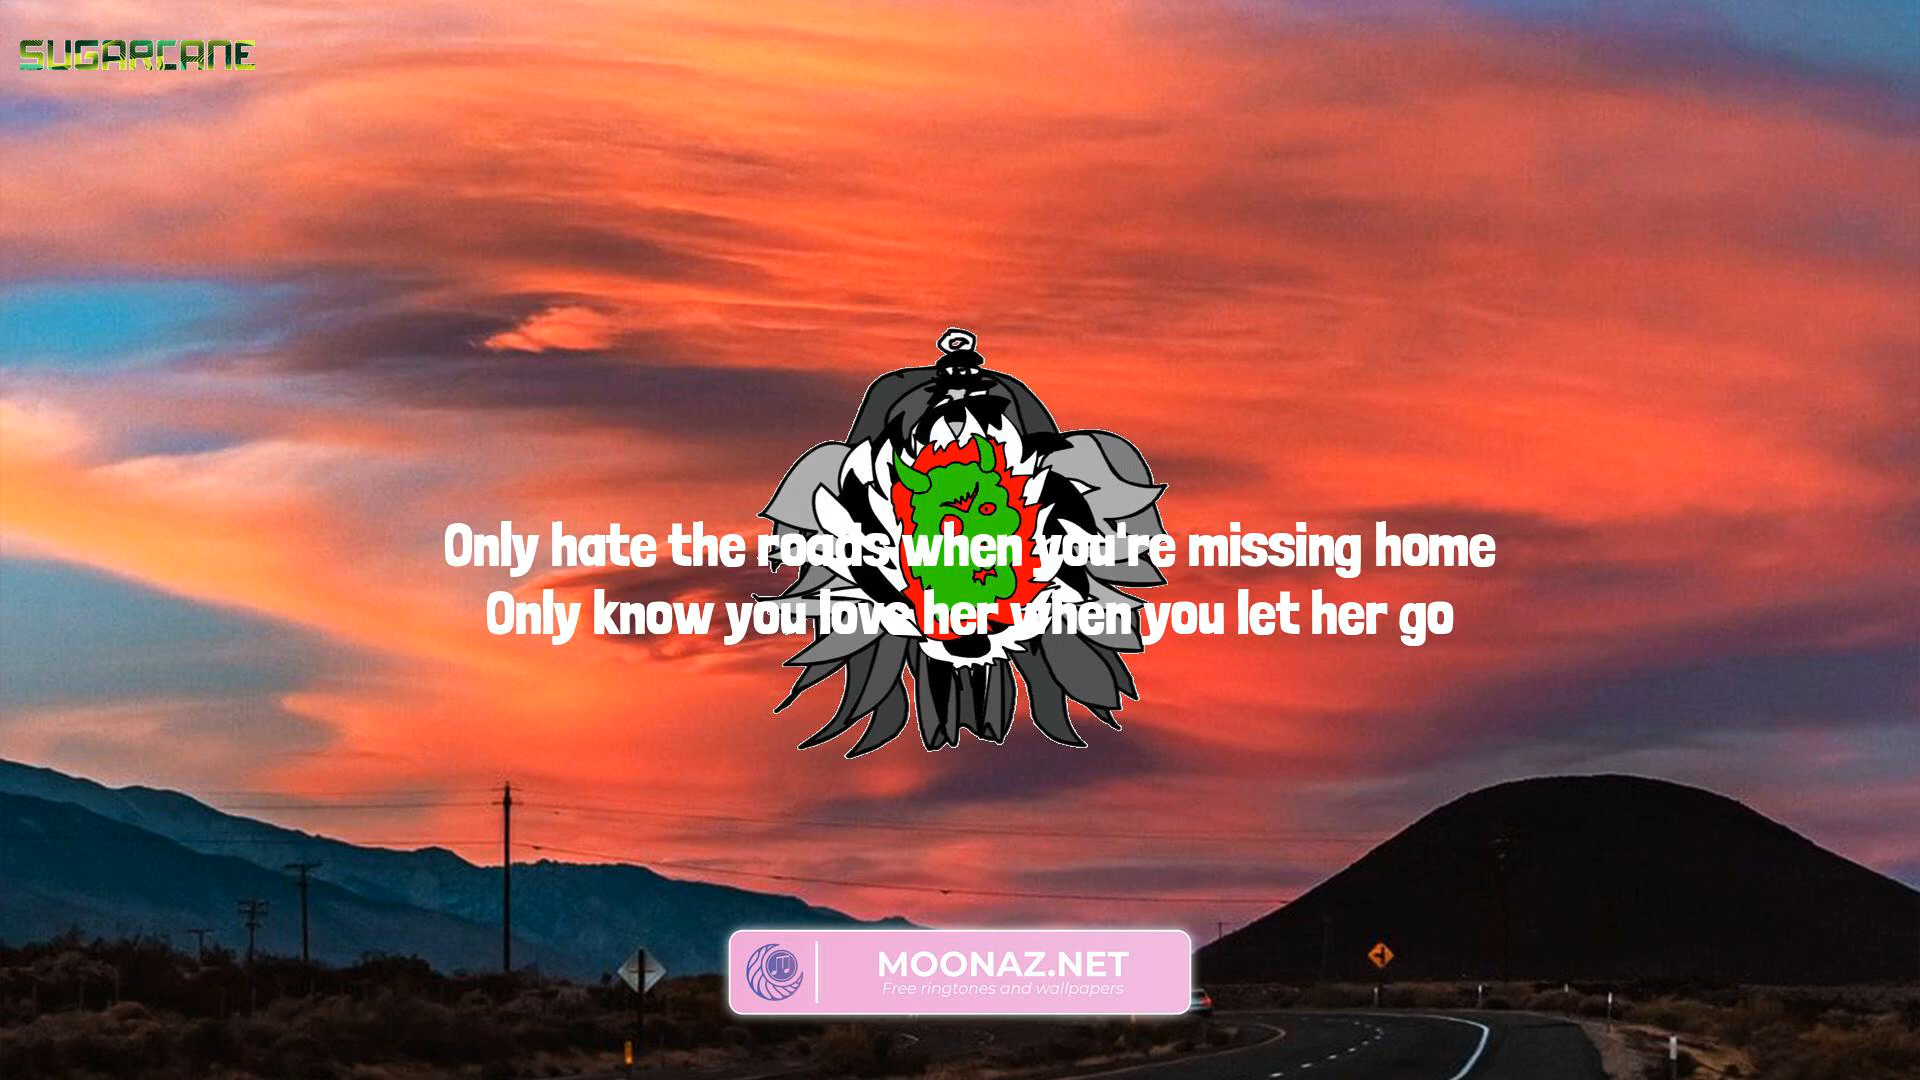 SUGARCANE
Only hate the roads when you're missing home
Only know you love her when you let her go
MOONAZ.NET
Free ringtones and wallpapers